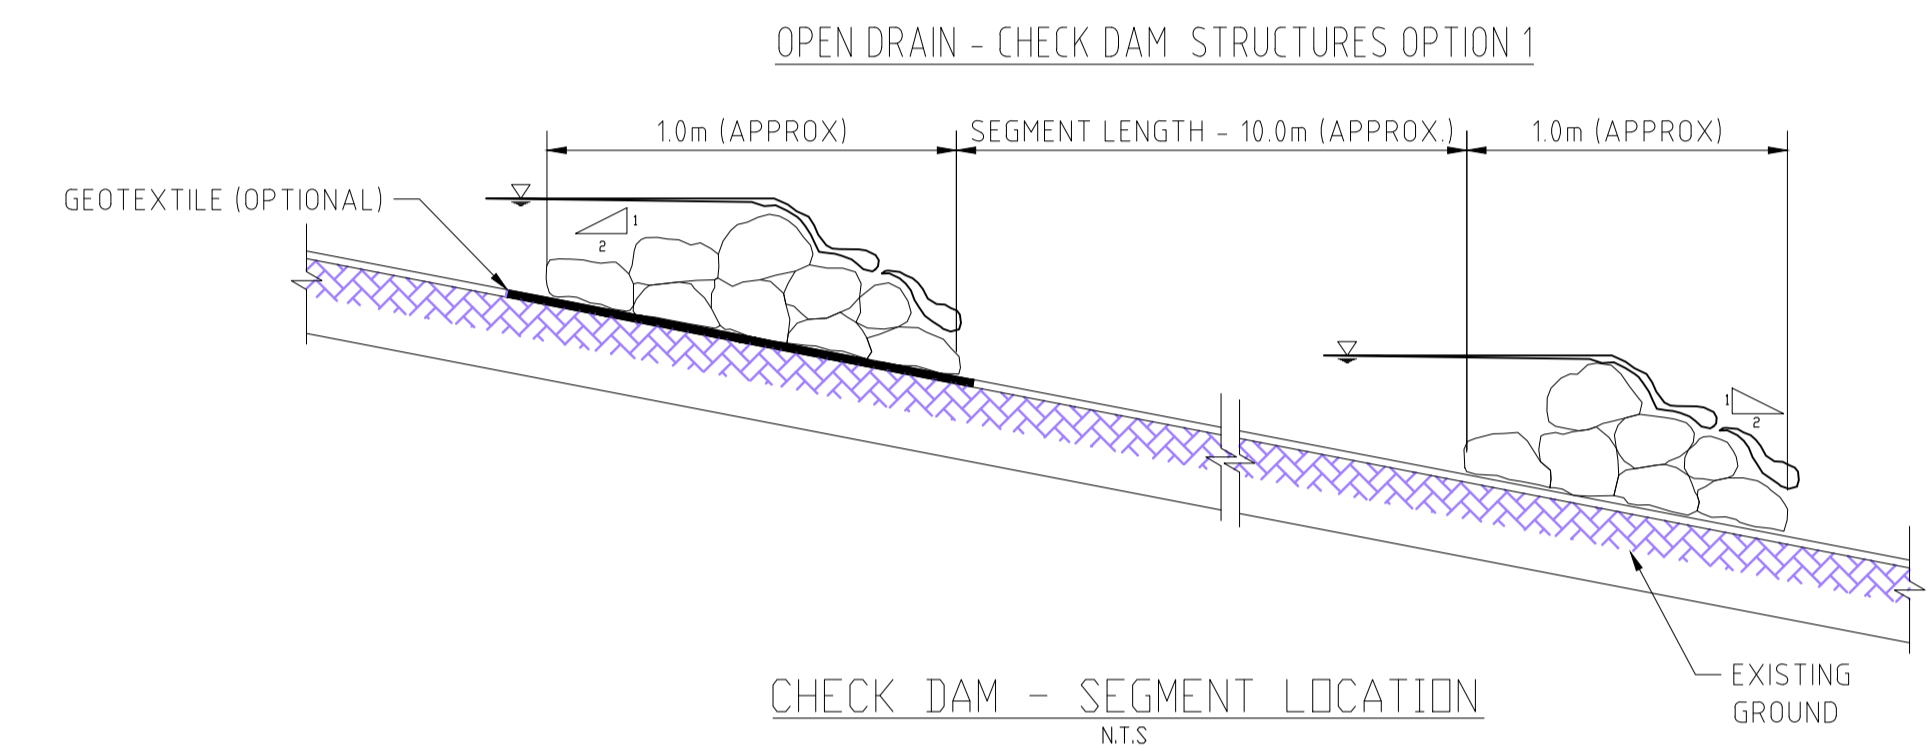 OPEN DRAIN - CHECK DAM STRUCTURES OPTION 1
1.0m (APPROX)
SEGMENT LENGTH - 10.0m (APPROX.)
1.0m (APPROX)
GEOTEXTILE (OPTIONAL)
1
2
1
2
EXISTING
GROUND
CHECK DAM - SEGMENT LOCATION
N.T.S